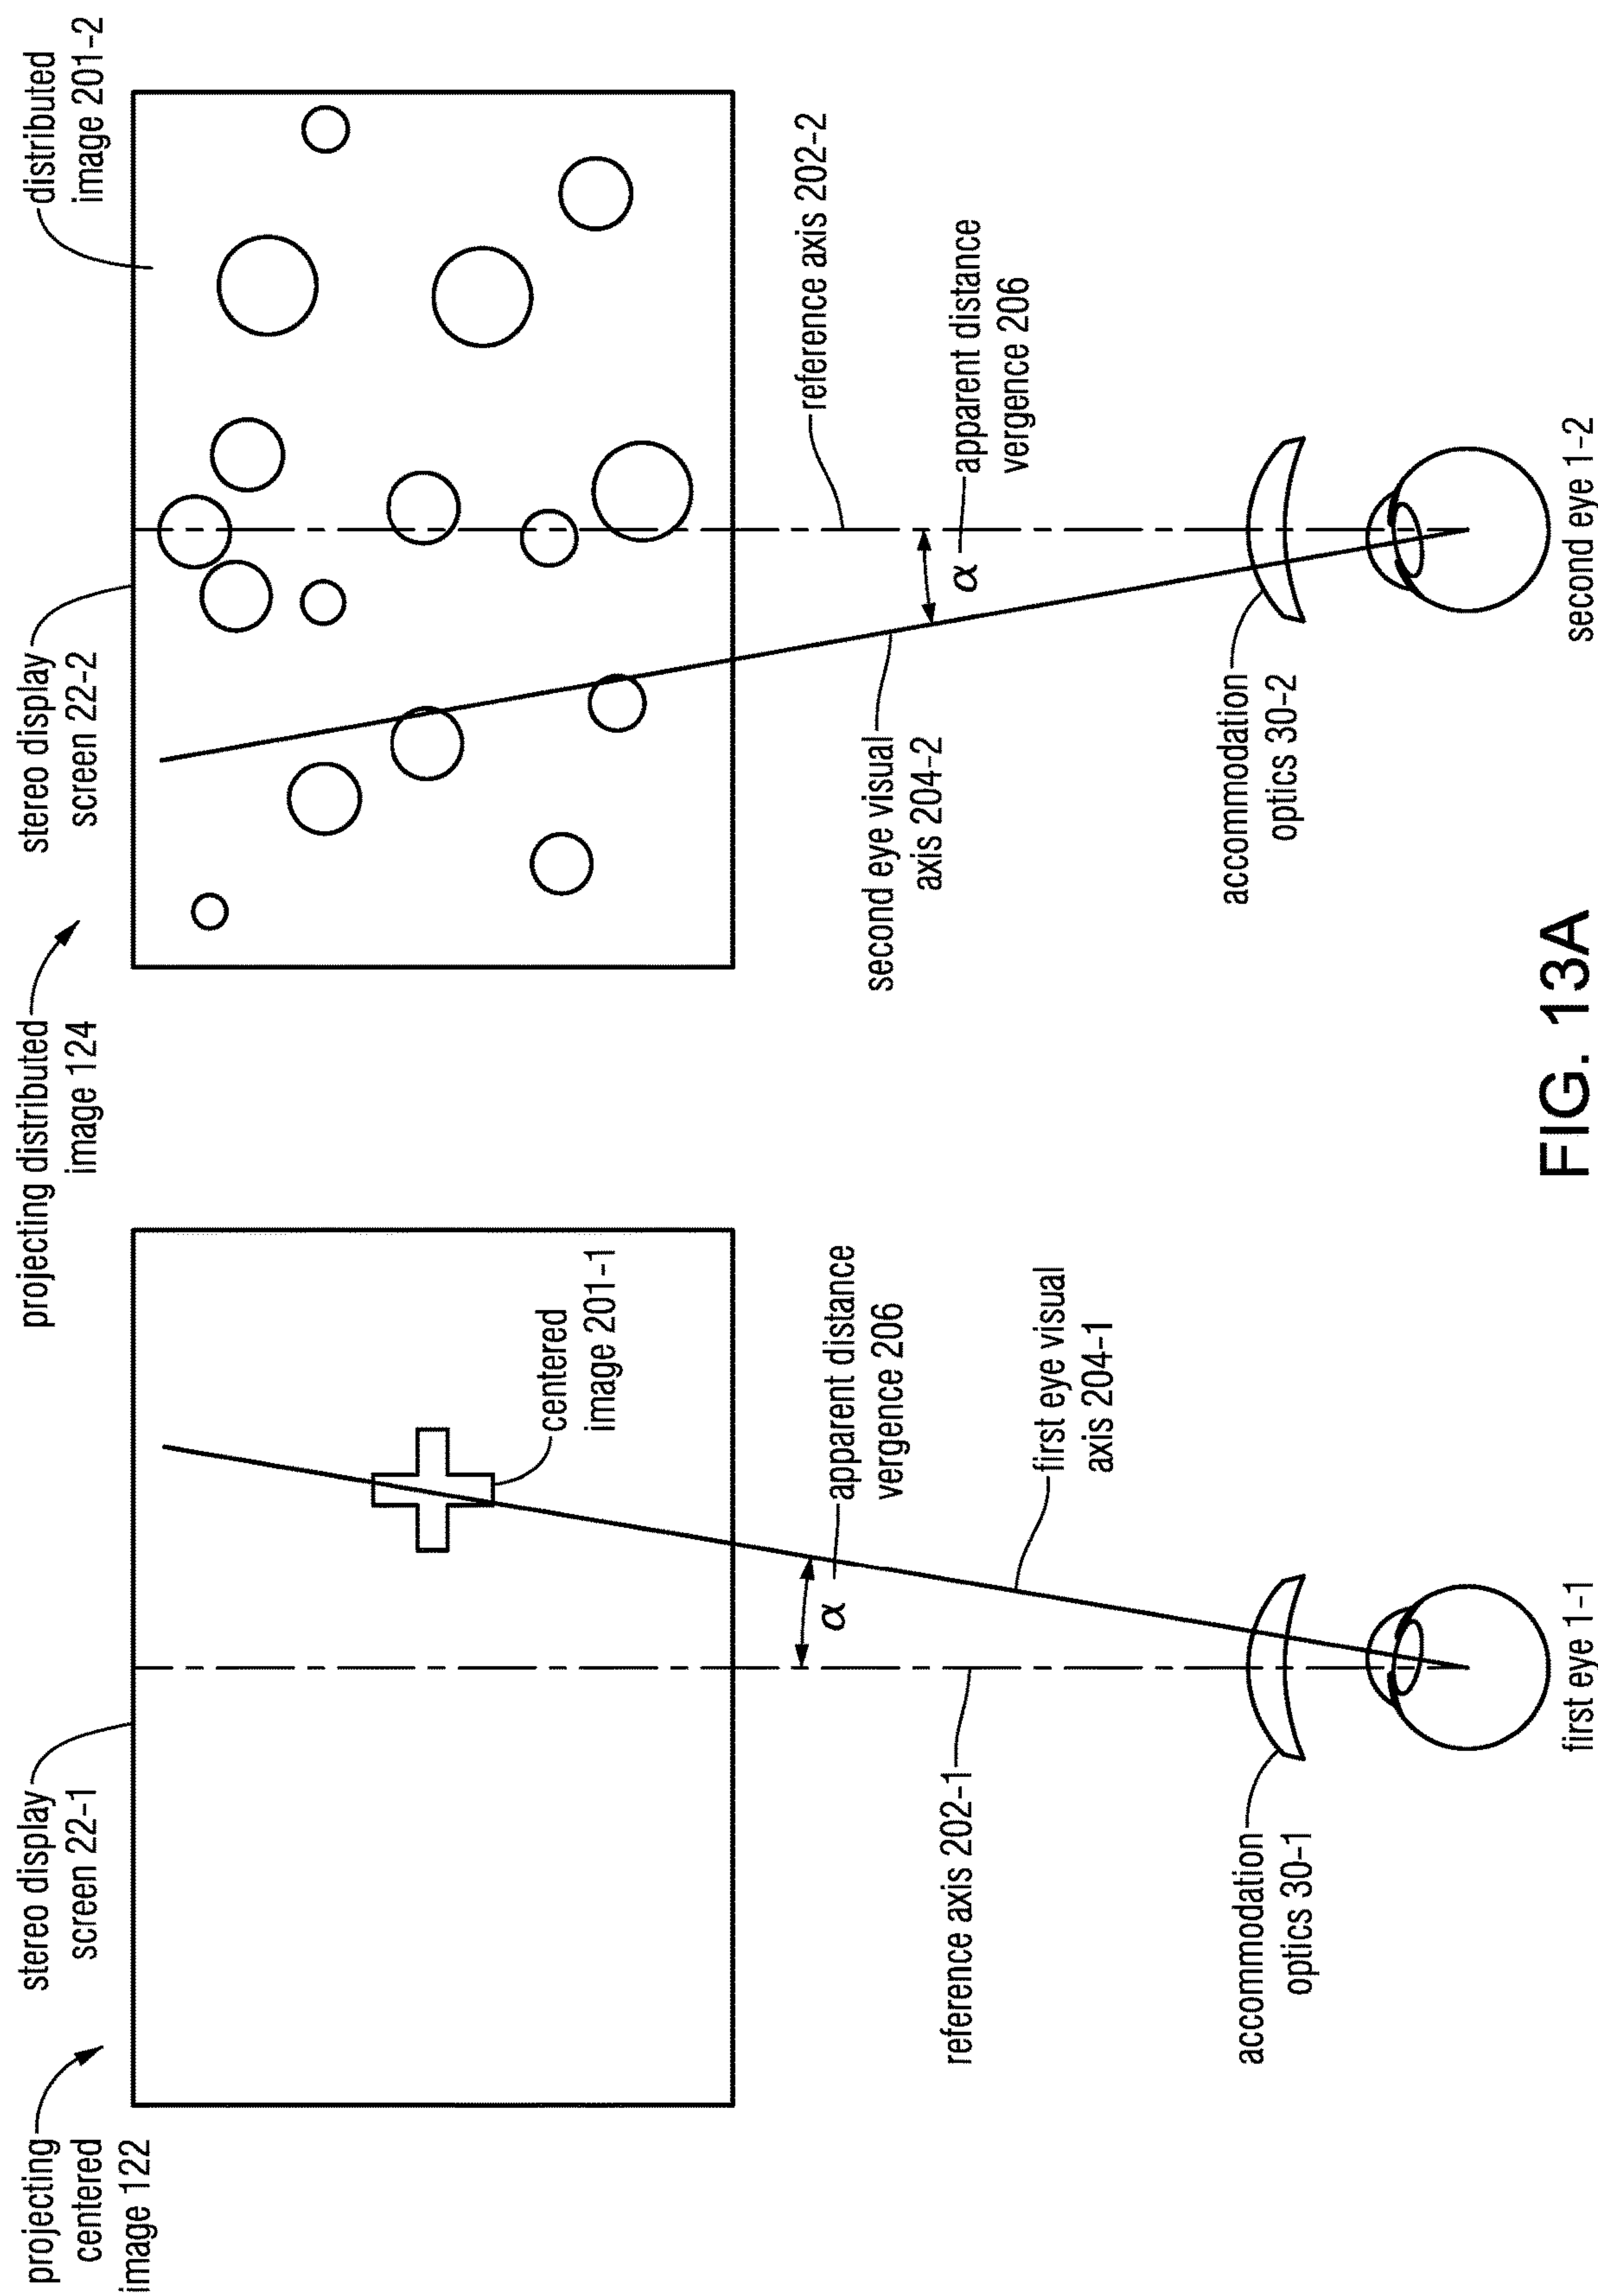 projecting
centered
image 122
stereo display
screen 22-1
projecting distributed
image 124
stereo display
screen 22-2
distributed
image 201-2
centered
image 201-1
α
apparent distance
vergence 206
reference axis 202-1
first eye visual
axis 204-1
accommodation
optics 30-1
first eye 1-1
reference axis 202-2
α
apparent distance
vergence 206
second eye visual
axis 204-2
accommodation
optics 30-2
second eye 1-2
FIG. 13A